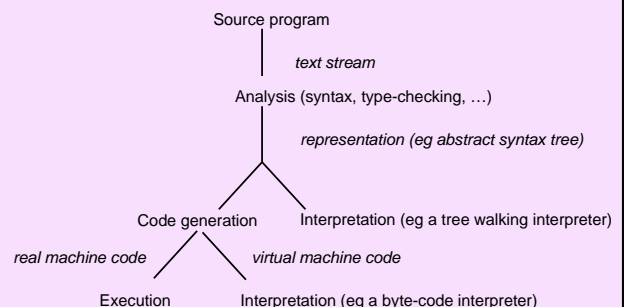 Source program
text stream
Analysis (syntax, type-checking, …)
representation (eg abstract syntax tree)
Code generation
Interpretation (eg a tree walking interpreter)
real machine code
virtual machine code
Execution
Interpretation (eg a byte-code interpreter)